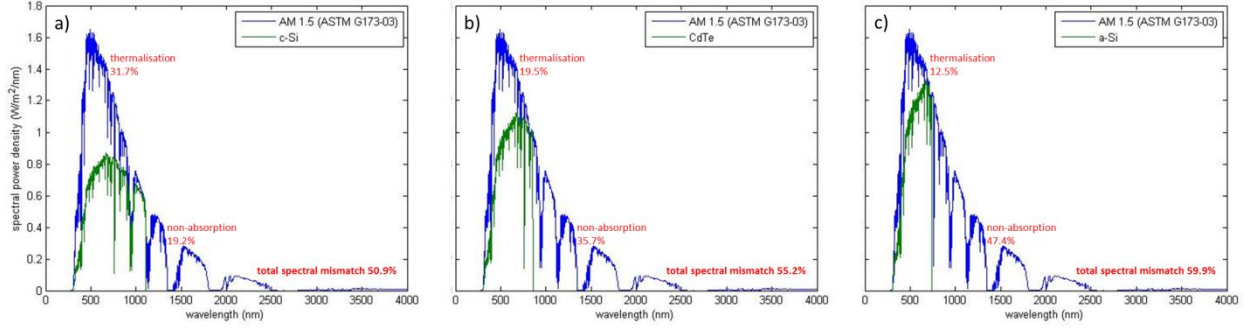 a)
AM 1.5 (ASTM G173-03)
c-Si
thermalisation
31.7%
non-absorption
19.2%
total spectral mismatch 50.9%
spectral power density (W/m²/nm)
1.8
1.6
1.4
1.2
1
0.8
0.6
0.4
0.2
0
0 500 1000 1500 2000 2500 3000 3500 4000
wavelength (nm)
b)
AM 1.5 (ASTM G173-03)
CdTe
thermalisation
19.5%
non-absorption
35.7%
total spectral mismatch 55.2%
0 500 1000 1500 2000 2500 3000 3500 4000
wavelength (nm)
c)
AM 1.5 (ASTM G173-03)
a-Si
thermalisation
12.5%
non-absorption
47.4%
total spectral mismatch 59.9%
0 500 1000 1500 2000 2500 3000 3500 4000
wavelength (nm)